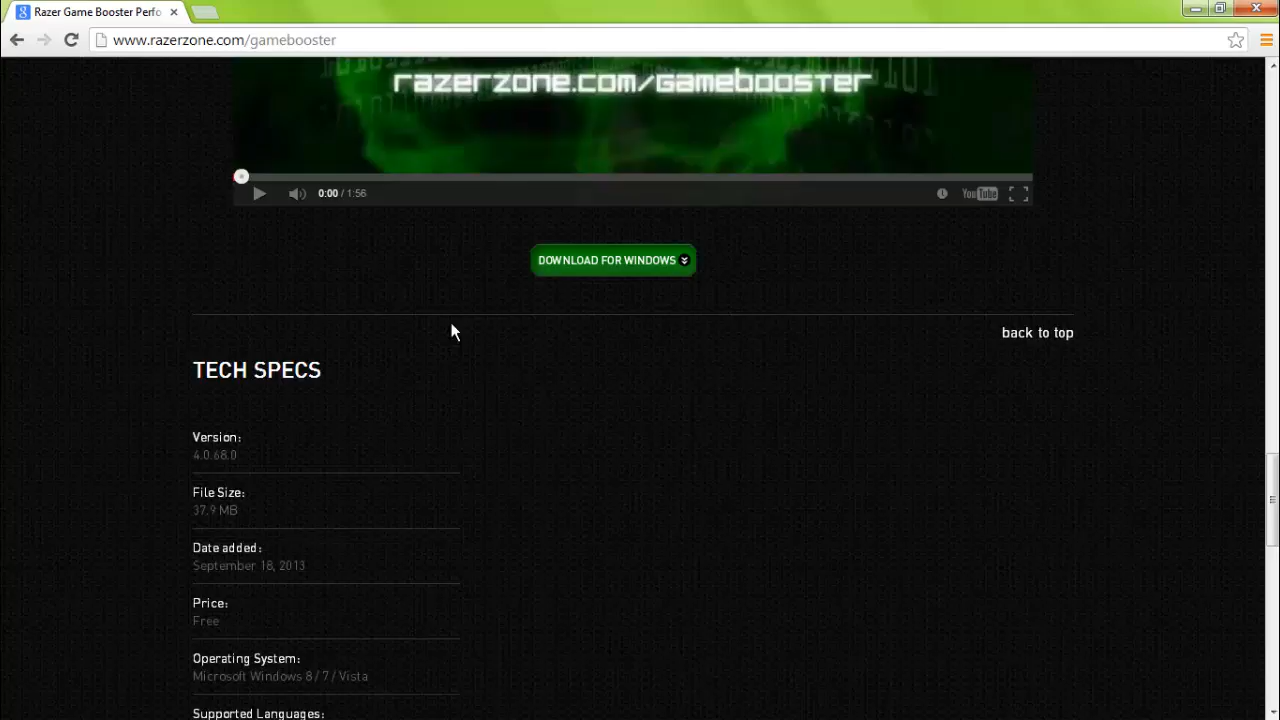 Razer Game Booster Perfo
www.razerzone.com/gamebooster
razerzone.com/gamebooster
0:00 / 1:56
YouTube
DOWNLOAD FOR WINDOWS
back to top
TECH SPECS
Version:
4.0.68.0
File Size:
37.9 MB
Date added:
September 18, 2013
Price:
Free
Operating System:
Microsoft Windows 8 / 7 / Vista
Supported Languages: